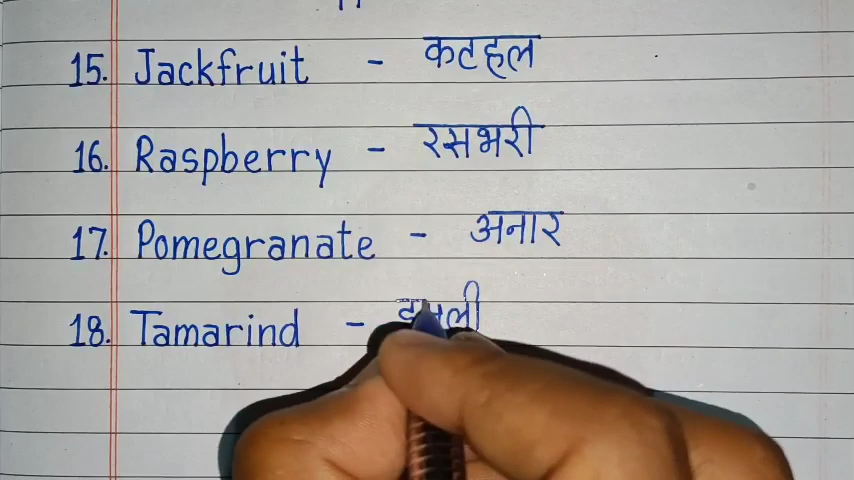 15. Jackfruit - कटहल
16. Raspberry - रसभरी
17. Pomegranate - अनार
18. Tamarind -